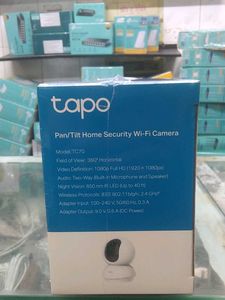 tapo
Pan/Tilt Home Security Wi-Fi Camera
Model: TC70
Field of View: 360° Horizontal
Video Definition: 1080p Full HD (1920 × 1080px)
Audio: Two-Way (Built-in Microphone and Speaker)
Night Vision: 850 nm IR LED (Up to 40 ft)
Wireless Protocols: IEEE 802.11b/g/n, 2.4 GHz
Adapter Input: 100-240 V, 50/60 Hz, 0.3 A
Adapter Output: 9.0 V, 0.6 A (DC Power)